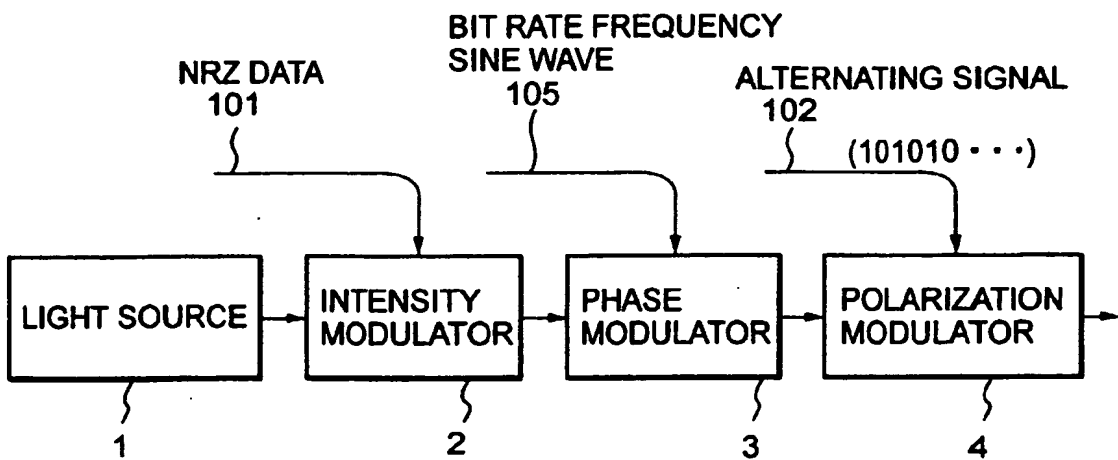 NRZ DATA
101
BIT RATE FREQUENCY
SINE WAVE
105
ALTERNATING SIGNAL
102
(101010 · · ·)
LIGHT SOURCE
INTENSITY
MODULATOR
PHASE
MODULATOR
POLARIZATION
MODULATOR
1
2
3
4